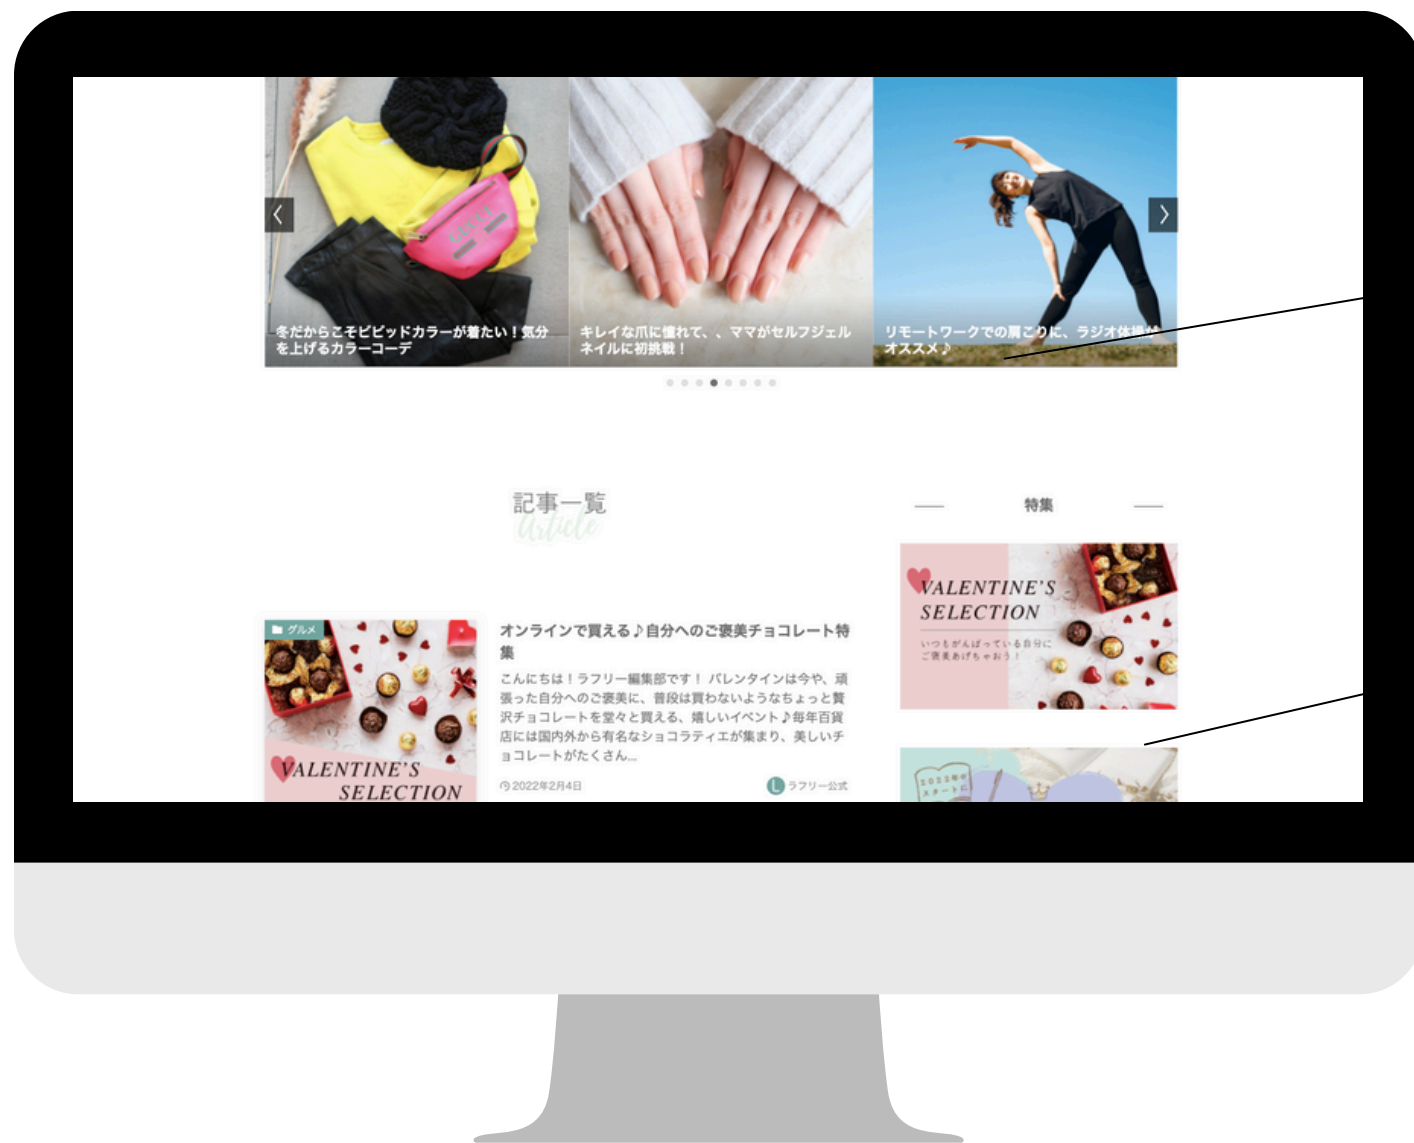 GUCCI
冬だからこそビビッドカラーが着たい！気分
を上げるカラーコーデ
キレイな爪に憧れて、、ママがセルフジェル
ネイルに初挑戦！
リモートワークでの肩こりに、ラジオ体操が
オススメ♪
記事一覧
Article
特集
VALENTINE'S
SELECTION
いつもがんばっている自分に
ご褒美あげちゃおう！
グルメ
VALENTINE'S
SELECTION
オンラインで買える♪自分へのご褒美チョコレート特
集
こんにちは！ラフリー編集部です！ バレンタインは今や、頑
張った自分へのご褒美に、普段は買わないようなちょっと贅
沢チョコレートを堂々と買える、嬉しいイベント♪毎年百貨
店には国内外から有名なショコラティエが集まり、美しいチ
ョコレートがたくさん...
2022年2月4日
L ラフリー公式
2022年の
スタートに